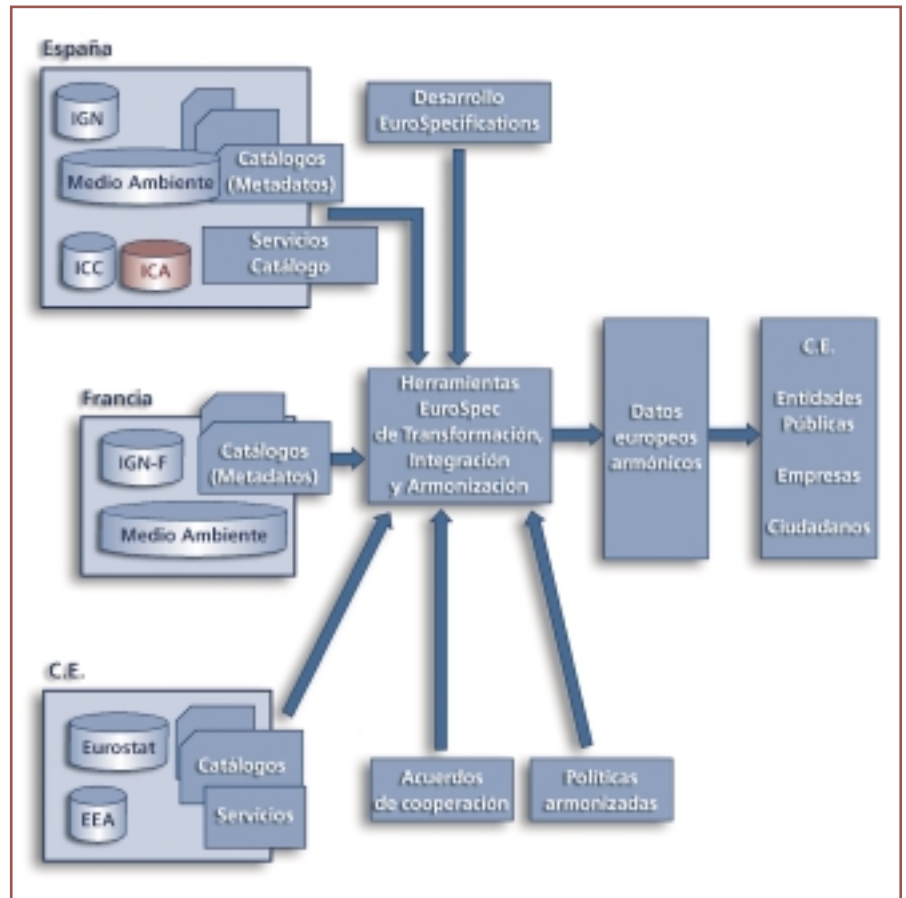 España
IGN
Medio Ambiente
Catálogos
(Metadatos)
ICC
ICA
Servicios
Catálogo
Desarrollo
EuroSpecifications
Francia
IGN-F
Catálogos
(Metadatos)
Medio Ambiente
Herramientas
EuroSpec
de Transformación,
Integración
y Armonización
Datos
europeos
armónicos
C.E.
Entidades
Públicas
Empresas
Ciudadanos
C.E.
Eurostat
Catálogos
EEA
Servicios
Acuerdos
de cooperación
Políticas
armonizadas